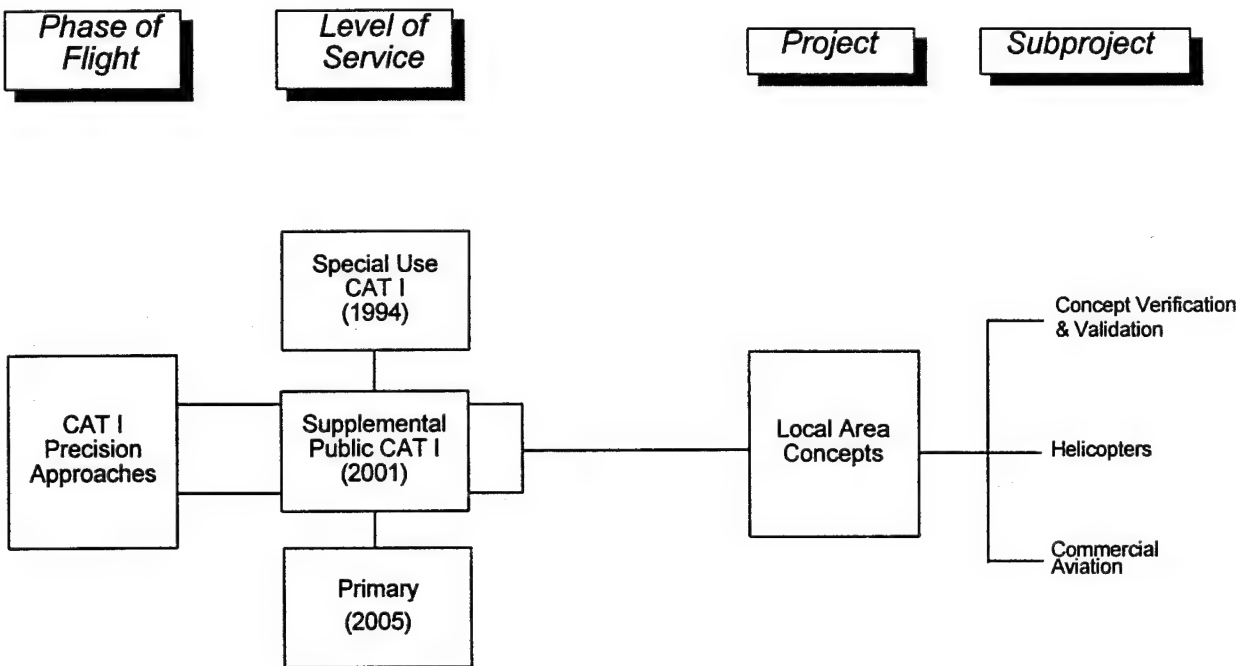 Phase of
Flight
Level of
Service
Project
Subproject
Special Use
CAT I
(1994)
CAT I
Precision
Approaches
Supplemental
Public CAT I
(2001)
Primary
(2005)
Local Area
Concepts
Concept Verification
& Validation
Helicopters
Commercial
Aviation